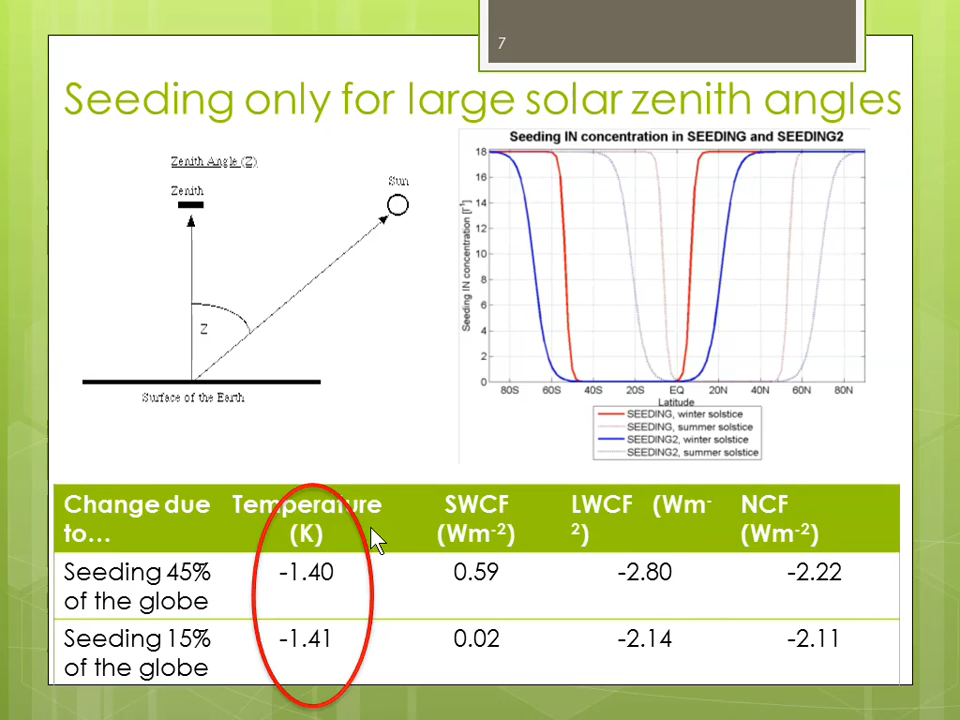 7
Seeding only for large solar zenith angles
Zenith Angle (Z)
Zenith
Sun
Z
Surface of the Earth
Seeding IN concentration in SEEDING and SEEDING2
Seeding IN concentration [l⁻¹]
18
16
14
12
10
8
6
4
2
0
80S 60S 40S 20S EQ 20N 40N 60N 80N
Latitude
SEEDING, winter solstice
SEEDING, summer solstice
SEEDING2, winter solstice
SEEDING2, summer solstice
Change due to… Temperature (K) SWCF (Wm-2) LWCF (Wm-2) NCF (Wm-2)
Seeding 45% of the globe -1.40 0.59 -2.80 -2.22
Seeding 15% of the globe -1.41 0.02 -2.14 -2.11